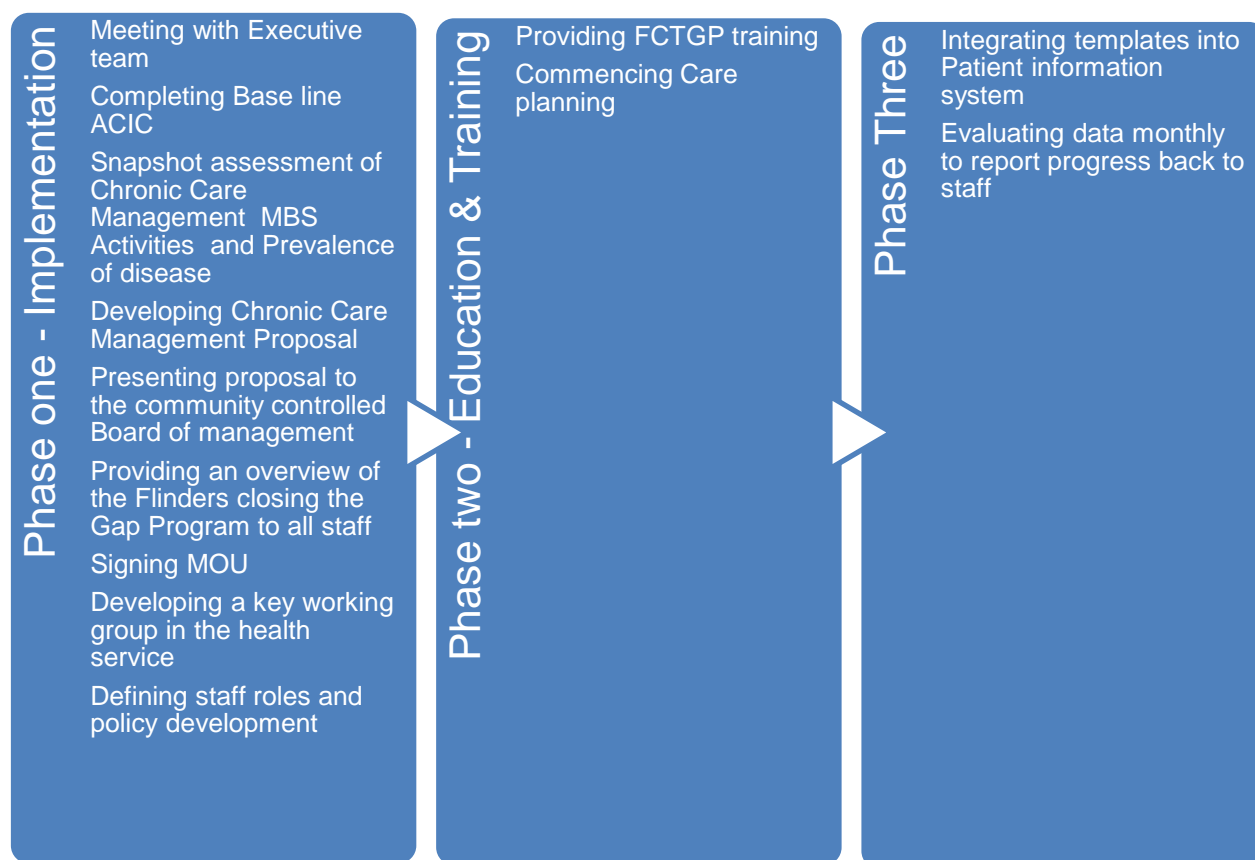 Phase one - Implementation
Meeting with Executive
team
Completing Base line
ACIC
Snapshot assessment of
Chronic Care
Management  MBS
Activities  and Prevalence
of disease
Developing Chronic Care
Management Proposal
Presenting proposal to
the community controlled
Board of management
Providing an overview of
the Flinders closing the
Gap Program to all staff
Signing MOU
Developing a key working
group in the health
service
Defining staff roles and
policy development
Phase two - Education & Training
Providing FCTGP training
Commencing Care
planning
Phase Three
Integrating templates into
Patient information
system
Evaluating data monthly
to report progress back to
staff